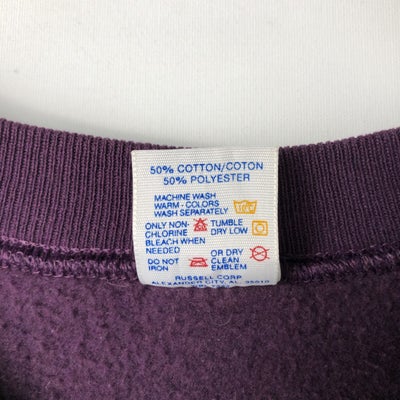 50% COTTON/COTON
50% POLYESTER
MACHINE WASH
WARM - COLORS
WASH SEPARATELY
ONLY NON-
CHLORINE
BLEACH WHEN
NEEDED
TUMBLE
DRY LOW
DO NOT
IRON
OR DRY
CLEAN
EMBLEM
RUSSELL CORP
ALEXANDER CITY, AL.